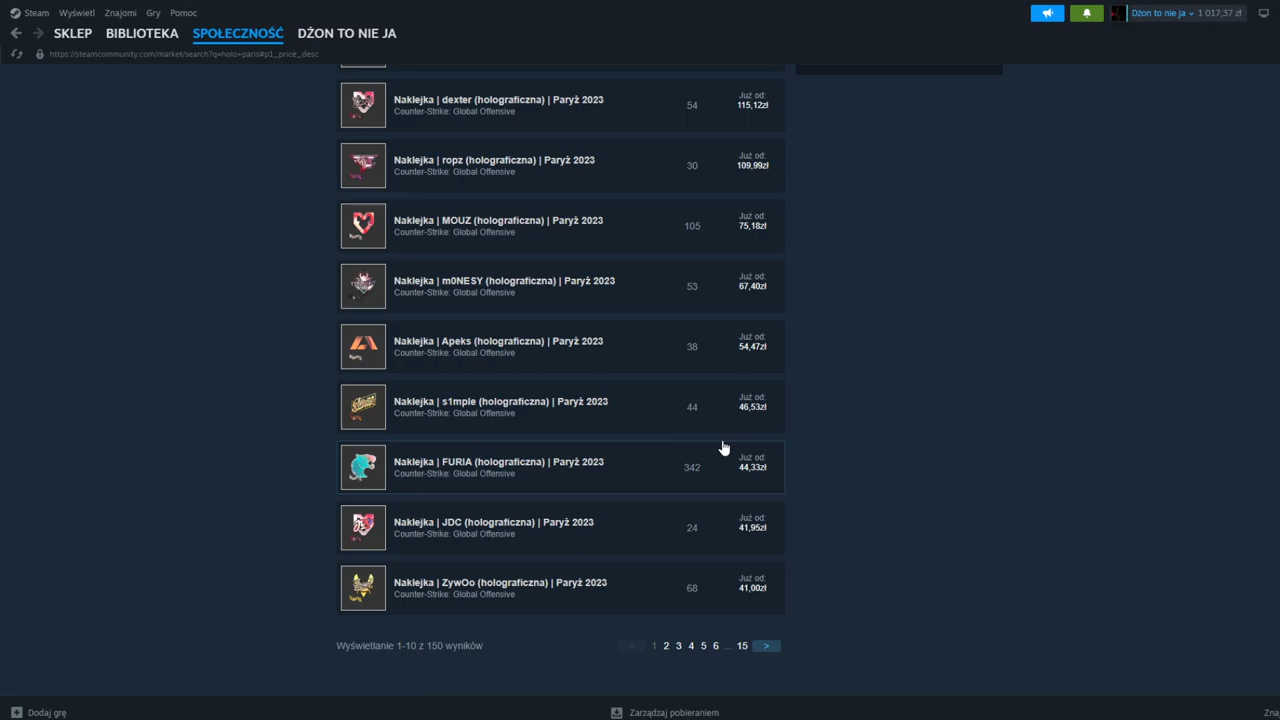 Steam Wyświetl Znajomi Gry Pomoc
Dżon to nie ja 1 017,37 zł
SKLEP BIBLIOTEKA SPOŁECZNOŚĆ DŻON TO NIE JA
https://steamcommunity.com/market/search?q=holo+paris#p1_price_desc
Naklejka | dexter (holograficzna) | Paryż 2023
Counter-Strike: Global Offensive
54
Już od:
115,12zł
Naklejka | ropz (holograficzna) | Paryż 2023
Counter-Strike: Global Offensive
30
Już od:
109,99zł
Naklejka | MOUZ (holograficzna) | Paryż 2023
Counter-Strike: Global Offensive
105
Już od:
75,18zł
Naklejka | m0NESY (holograficzna) | Paryż 2023
Counter-Strike: Global Offensive
53
Już od:
67,40zł
Naklejka | Apeks (holograficzna) | Paryż 2023
Counter-Strike: Global Offensive
38
Już od:
54,47zł
Naklejka | s1mple (holograficzna) | Paryż 2023
Counter-Strike: Global Offensive
44
Już od:
46,53zł
Naklejka | FURIA (holograficzna) | Paryż 2023
Counter-Strike: Global Offensive
342
Już od:
44,33zł
Naklejka | JDC (holograficzna) | Paryż 2023
Counter-Strike: Global Offensive
24
Już od:
41,95zł
Naklejka | ZywOo (holograficzna) | Paryż 2023
Counter-Strike: Global Offensive
68
Już od:
41,00zł
Wyświetlanie 1-10 z 150 wyników
< 1 2 3 4 5 6 ... 15 >
Dodaj grę
Zarządzaj pobieraniem
Zna